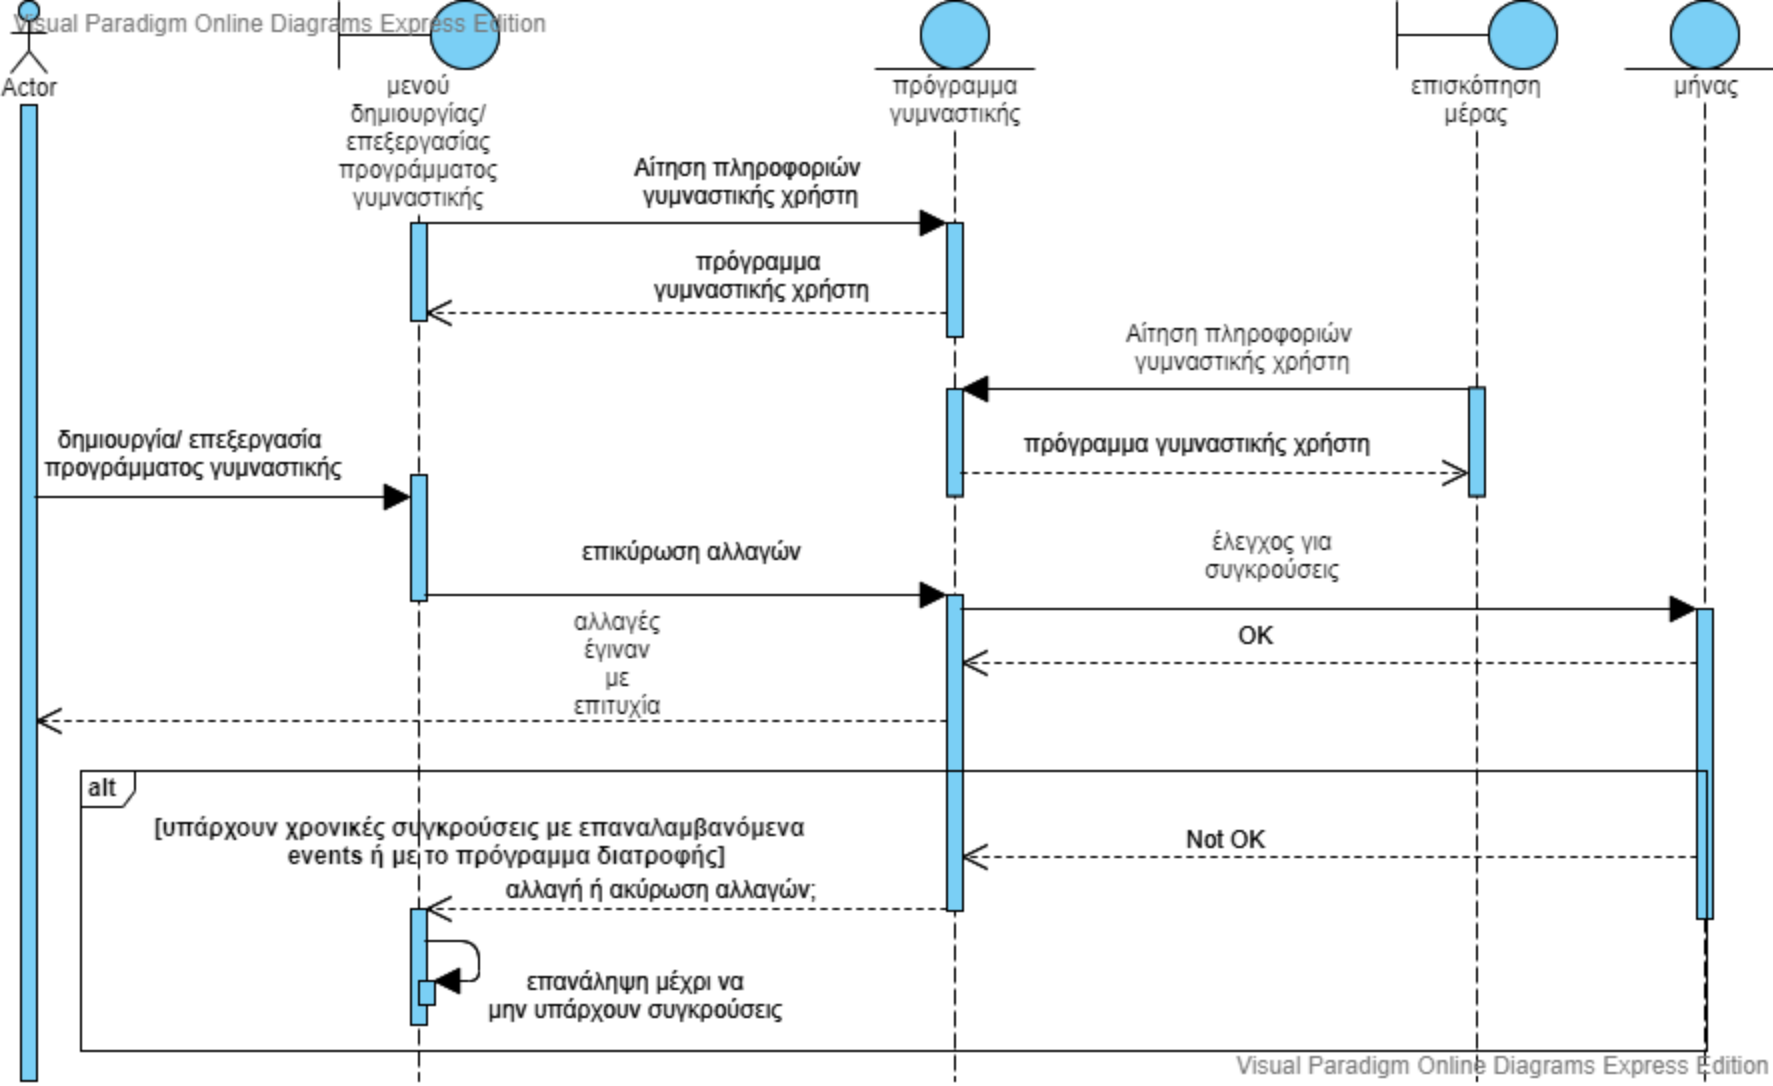 Visual Paradigm Online Diagrams Express Edition
Actor
μενού
δημιουργίας/
επεξεργασίας
προγράμματος
γυμναστικής
πρόγραμμα
γυμναστικής
επισκόπηση
μέρας
μήνας
Αίτηση πληροφοριών
γυμναστικής χρήστη
πρόγραμμα
γυμναστικής χρήστη
Αίτηση πληροφοριών
γυμναστικής χρήστη
πρόγραμμα γυμναστικής χρήστη
δημιουργία/ επεξεργασία
προγράμματος γυμναστικής
επικύρωση αλλαγών
έλεγχος για
συγκρούσεις
OK
αλλαγές
έγιναν
με
επιτυχία
alt
[υπάρχουν χρονικές συγκρούσεις με επαναλαμβανόμενα
events ή με το πρόγραμμα διατροφής]
Not OK
αλλαγή ή ακύρωση αλλαγών;
επανάληψη μέχρι να
μην υπάρχουν συγκρούσεις
Visual Paradigm Online Diagrams Express Edition